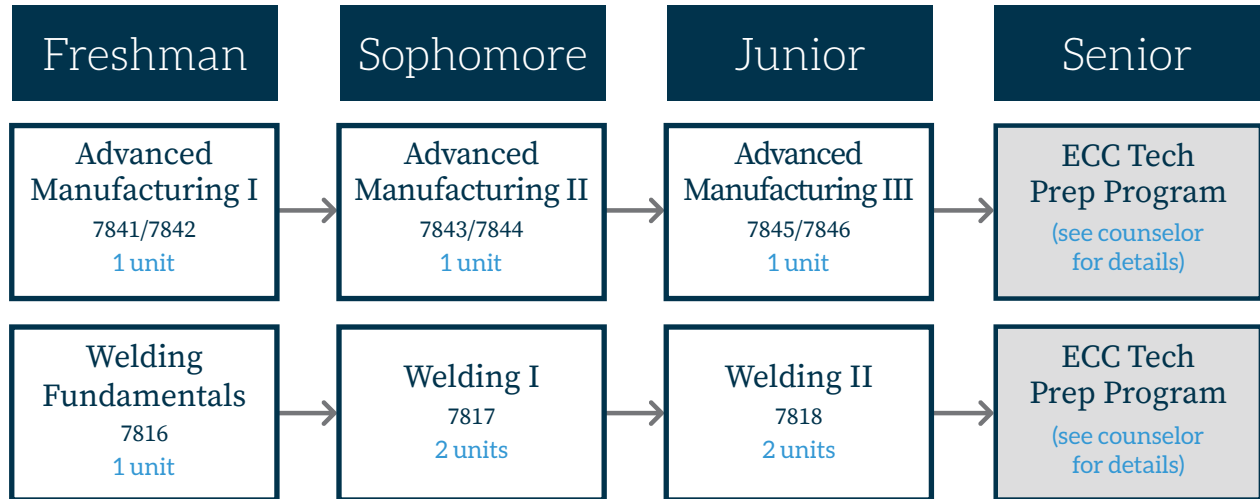 Freshman
Sophomore
Junior
Senior
Advanced
Manufacturing I
7841/7842
1 unit
Advanced
Manufacturing II
7843/7844
1 unit
Advanced
Manufacturing III
7845/7846
1 unit
ECC Tech
Prep Program
(see counselor
for details)
Welding
Fundamentals
7816
1 unit
Welding I
7817
2 units
Welding II
7818
2 units
ECC Tech
Prep Program
(see counselor
for details)